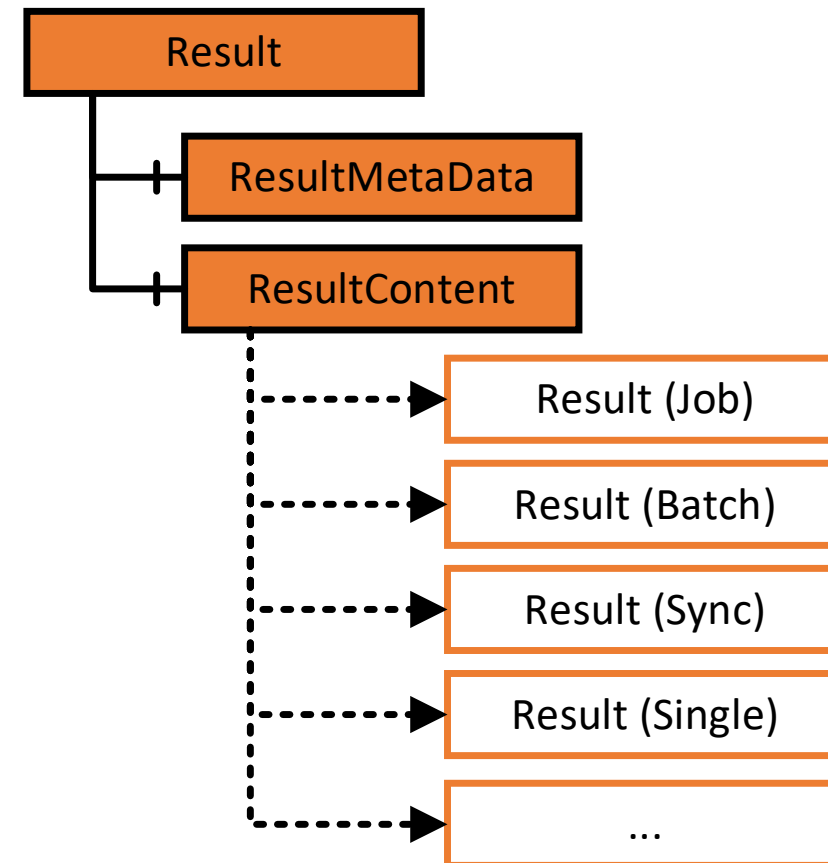 Result
ResultMetaData
ResultContent
Result (Job)
Result (Batch)
Result (Sync)
Result (Single)
...